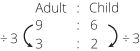 Adult : Child
÷3 9 : 6 ÷3
3 : 2